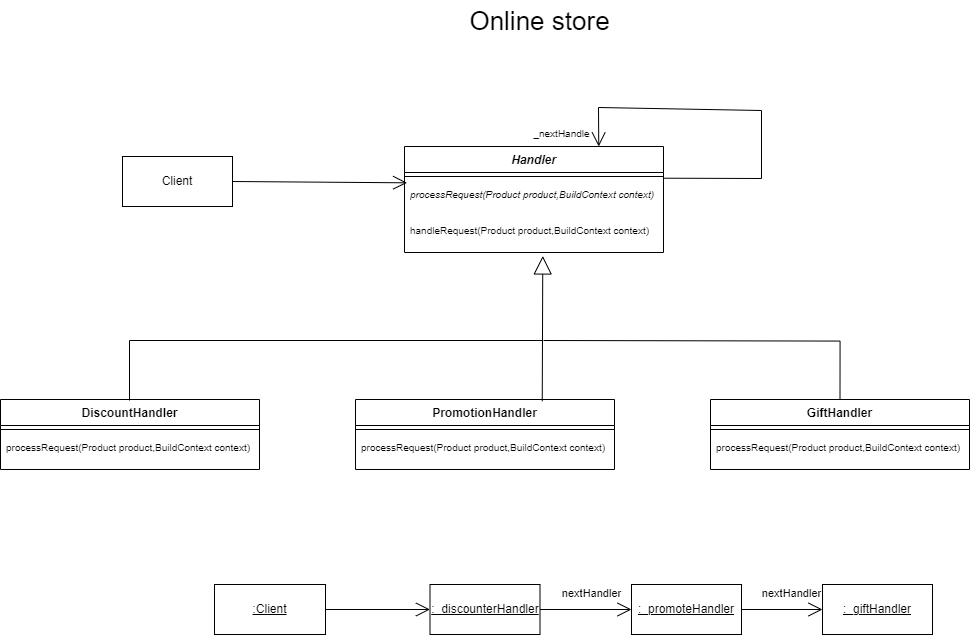 Online store
_nextHandle
Handler
Client
processRequest(Product product,BuildContext context)
handleRequest(Product product,BuildContext context)
DiscountHandler
PromotionHandler
GiftHandler
processRequest(Product product,BuildContext context)
processRequest(Product product,BuildContext context)
processRequest(Product product,BuildContext context)
nextHandler
nextHandler
:Client
:_discounterHandler
:_promoteHandler
:_giftHandler